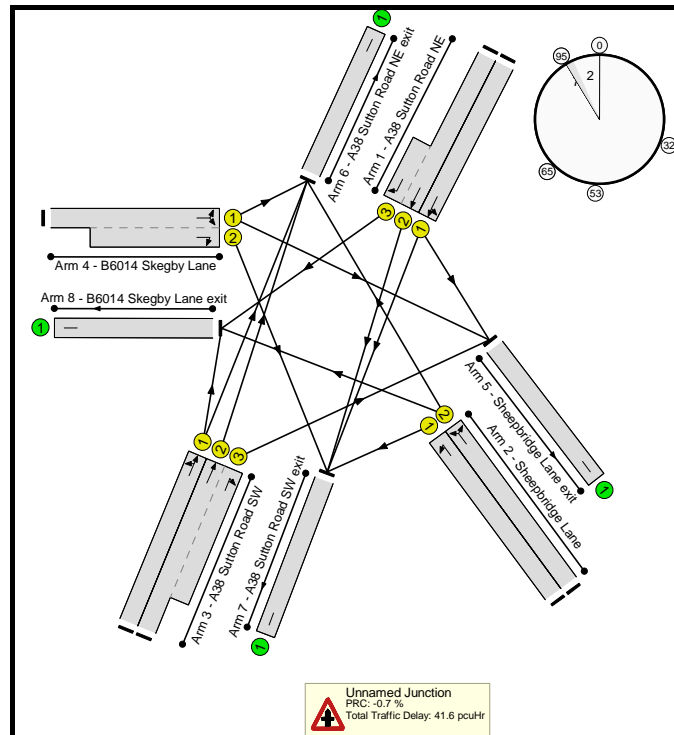 1
Arm 6 - A38 Sutton Road NE exit
Arm 1 - A38 Sutton Road NE
0
95
2
32
65
53
3
2
1
1
2
Arm 4 - B6014 Skegby Lane
Arm 8 - B6014 Skegby Lane exit
1
1
2
3
2
1
Arm 5 - Sheepbridge Lane exit
Arm 2 - Sheepbridge Lane
1
Arm 3 - A38 Sutton Road SW
Arm 7 - A38 Sutton Road SW exit
1
Unnamed Junction
PRC: -0.7 %
Total Traffic Delay: 41.6 pcuHr